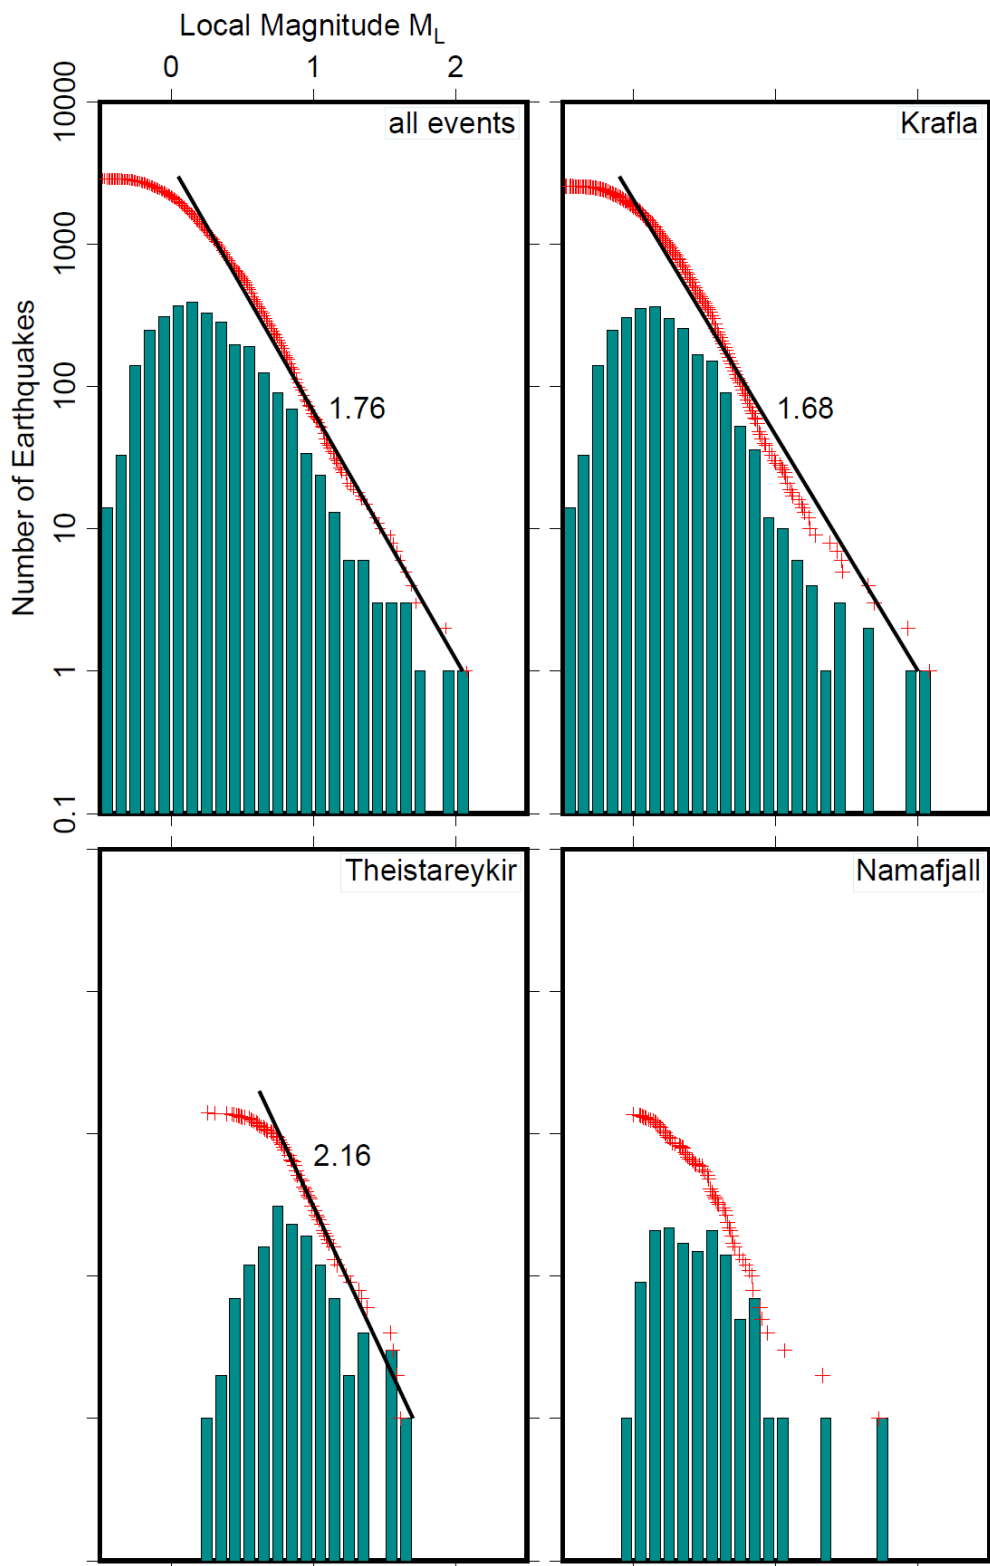 Local Magnitude ML
0 1 2
10000
1000
100
10
1
0.1
Number of Earthquakes
all events
1.76
Krafla
1.68
Theistareykir
2.16
Namafjall